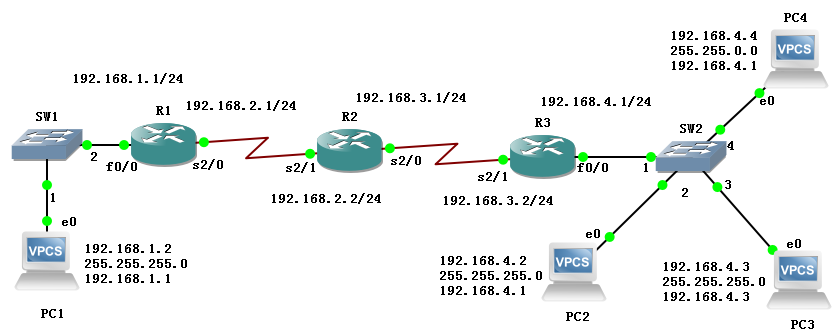 PC4
192.168.4.4
255.255.0.0
192.168.4.1
VPCS
e0
192.168.1.1/24
192.168.2.1/24
192.168.3.1/24
192.168.4.1/24
SW1
R1
R2
R3
SW2
2
f0/0
s2/0
s2/1
s2/0
s2/1
f0/0
1
4
2
3
192.168.2.2/24
192.168.3.2/24
1
e0
VPCS
192.168.1.2
255.255.255.0
192.168.1.1
PC1
e0
192.168.4.2
255.255.255.0
192.168.4.1
VPCS
PC2
e0
192.168.4.3
255.255.255.0
192.168.4.3
VPCS
PC3